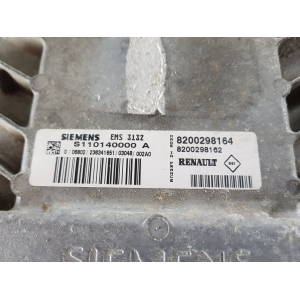 SIEMENS EMS 3132
S110140000 A
8200298164
8200298162
RENAULT
SIEMENS